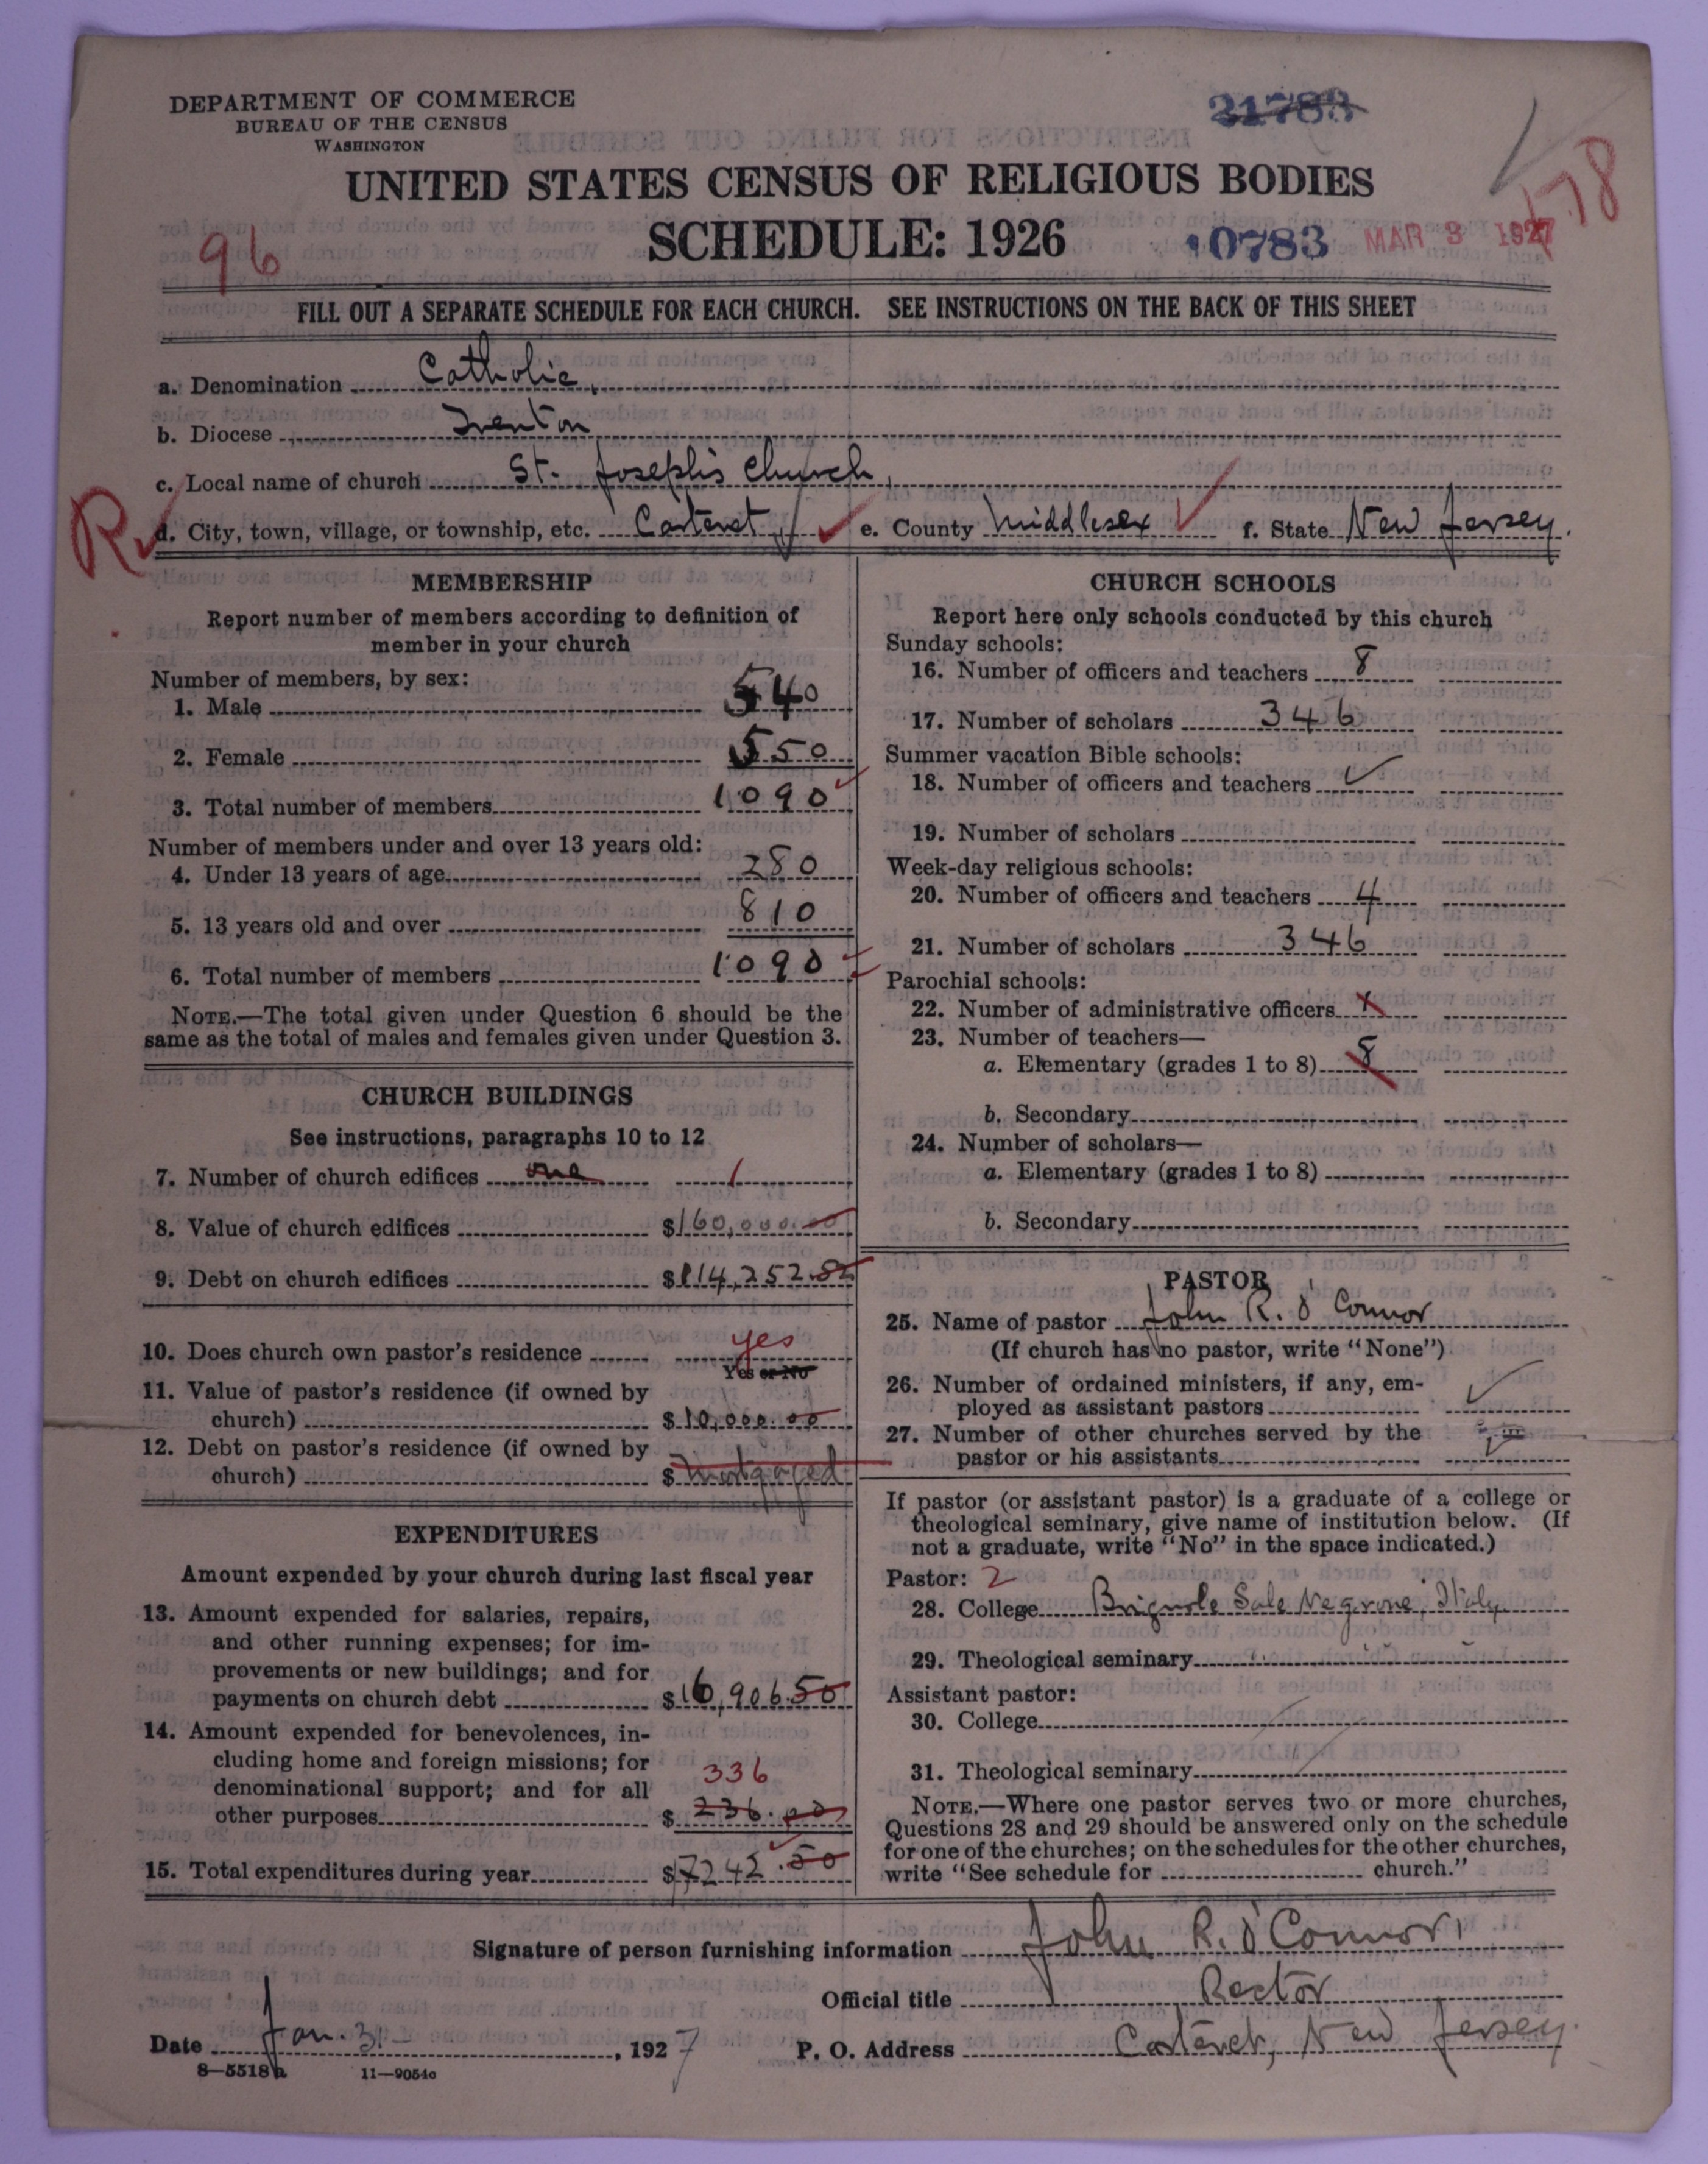 DEPARTMENT OF COMMERCE
BUREAU OF THE CENSUS
WASHINGTON
31783
UNITED STATES CENSUS OF RELIGIOUS BODIES
178
SCHEDULE: 1926
10783 MAR 3 1927
96
FILL OUT A SEPARATE SCHEDULE FOR EACH CHURCH. SEE INSTRUCTIONS ON THE BACK OF THIS SHEET
a. Denomination Catholic
b. Diocese Trenton
c. Local name of church St. Joseph's Church
R d. City, town, village, or township, etc. Carteret e. County Middlesex f. State New Jersey.
MEMBERSHIP
Report number of members according to definition of
member in your church
Number of members, by sex:
1. Male 540
2. Female 550
3. Total number of members 1090
Number of members under and over 13 years old:
4. Under 13 years of age 280
5. 13 years old and over 810
6. Total number of members 1090
NOTE.—The total given under Question 6 should be the
same as the total of males and females given under Question 3.
CHURCH BUILDINGS
See instructions, paragraphs 10 to 12
7. Number of church edifices one 1
8. Value of church edifices $160,000.00
9. Debt on church edifices $114,252.52
10. Does church own pastor's residence yes
Yes or No
11. Value of pastor's residence (if owned by
church) $10,000.00
12. Debt on pastor's residence (if owned by
church) $ mortgaged
EXPENDITURES
Amount expended by your church during last fiscal year
13. Amount expended for salaries, repairs,
and other running expenses; for im-
provements or new buildings; and for
payments on church debt $16,906.50
14. Amount expended for benevolences, in-
cluding home and foreign missions; for
denominational support; and for all 336
other purposes $ 236.00
15. Total expenditures during year $7242.50
CHURCH SCHOOLS
Report here only schools conducted by this church
Sunday schools:
16. Number of officers and teachers 8
17. Number of scholars 346
Summer vacation Bible schools:
18. Number of officers and teachers
19. Number of scholars
Week-day religious schools:
20. Number of officers and teachers 4
21. Number of scholars 346
Parochial schools:
22. Number of administrative officers
23. Number of teachers—
a. Elementary (grades 1 to 8) 8
b. Secondary
24. Number of scholars—
a. Elementary (grades 1 to 8)
b. Secondary
PASTOR
25. Name of pastor John R. O'Connor
(If church has no pastor, write "None")
26. Number of ordained ministers, if any, em-
ployed as assistant pastors
27. Number of other churches served by the
pastor or his assistants
If pastor (or assistant pastor) is a graduate of a college or
theological seminary, give name of institution below. (If
not a graduate, write "No" in the space indicated.)
Pastor: 2
28. College Brignole Sale Negrone, Italy
29. Theological seminary
Assistant pastor:
30. College
31. Theological seminary
NOTE.—Where one pastor serves two or more churches,
Questions 28 and 29 should be answered only on the schedule
for one of the churches; on the schedules for the other churches,
write "See schedule for church."
Signature of person furnishing information John R. O'Connor
Official title Rector
Date Jan. 31 , 1927 P. O. Address Carteret, New Jersey.
8—5518a 11—9054c